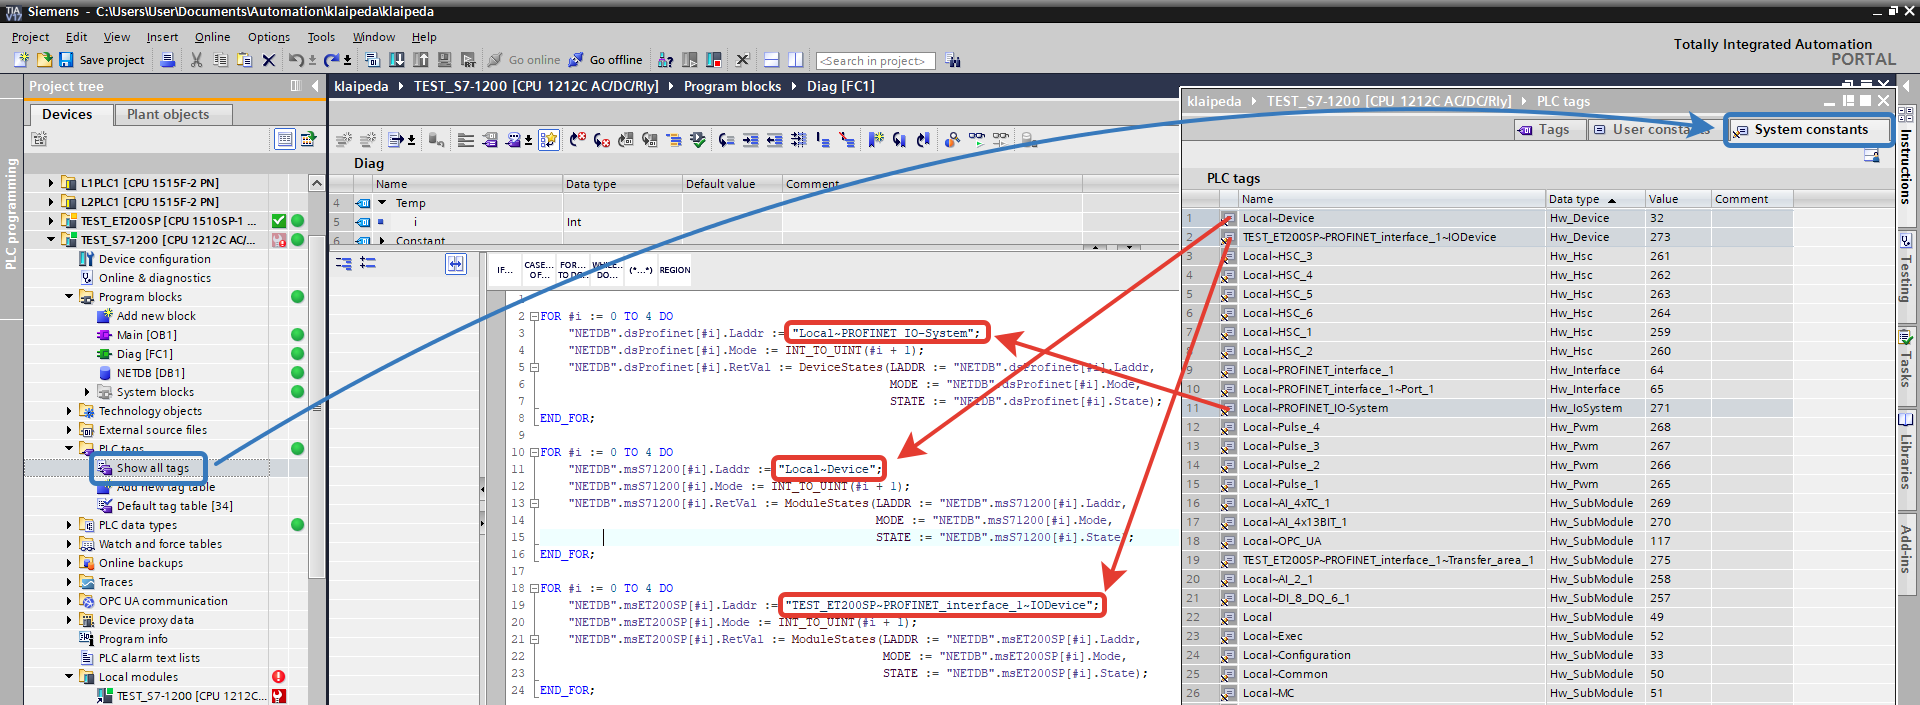 Siemens - C:\Users\User\Documents\Automation\klaipeda\klaipeda
Project Edit View Insert Online Options Tools Window Help
Totally Integrated Automation
PORTAL
Save project
Go online
Go offline
<Search in project>
PLC programming
Project tree
Devices
Plant objects
L1PLC1 [CPU 1515F-2 PN]
L2PLC1 [CPU 1515F-2 PN]
TEST_ET200SP [CPU 1510SP-1 ...
TEST_S7-1200 [CPU 1212C AC/...
Device configuration
Online & diagnostics
Program blocks
Add new block
Main [OB1]
Diag [FC1]
NETDB [DB1]
System blocks
Technology objects
External source files
PLC tags
Show all tags
Add new tag table
Default tag table [34]
PLC data types
Watch and force tables
Online backups
Traces
OPC UA communication
Device proxy data
Program info
PLC alarm text lists
Local modules
TEST_S7-1200 [CPU 1212C...
klaipeda TEST_S7-1200 [CPU 1212C AC/DC/Rly] Program blocks Diag [FC1]
Diag
Name Data type Default value Comment
4 Temp
5 i Int
6 Constant
IF... CASE... OF... FOR... TO DO.. WHILE.. DO... (*...*) REGION
1
2 FOR #i := 0 TO 4 DO
3 "NETDB".dsProfinet[#i].Laddr := "Local~PROFINET IO-System";
4 "NETDB".dsProfinet[#i].Mode := INT_TO_UINT(#i + 1);
5 "NETDB".dsProfinet[#i].RetVal := DeviceStates(LADDR := "NETDB".dsProfinet[#i].Laddr,
6 MODE := "NETDB".dsProfinet[#i].Mode,
7 STATE := "NETDB".dsProfinet[#i].State);
8 END_FOR;
9
10 FOR #i := 0 TO 4 DO
11 "NETDB".msS71200[#i].Laddr := "Local~Device";
12 "NETDB".msS71200[#i].Mode := INT_TO_UINT(#i + 1);
13 "NETDB".msS71200[#i].RetVal := ModuleStates(LADDR := "NETDB".msS71200[#i].Laddr,
14 MODE := "NETDB".msS71200[#i].Mode,
15 STATE := "NETDB".msS71200[#i].State);
16 END_FOR;
17
18 FOR #i := 0 TO 4 DO
19 "NETDB".msET200SP[#i].Laddr := "TEST_ET200SP~PROFINET_interface_1~IODevice";
20 "NETDB".msET200SP[#i].Mode := INT_TO_UINT(#i + 1);
21 "NETDB".msET200SP[#i].RetVal := ModuleStates(LADDR := "NETDB".msET200SP[#i].Laddr,
22 MODE := "NETDB".msET200SP[#i].Mode,
23 STATE := "NETDB".msET200SP[#i].State);
24 END_FOR;
klaipeda TEST_S7-1200 [CPU 1212C AC/DC/Rly] PLC tags
Tags
User constants
System constants
PLC tags
Name Data type Value Comment
1 Local~Device Hw_Device 32
2 TEST_ET200SP~PROFINET_interface_1~IODevice Hw_Device 273
3 Local~HSC_3 Hw_Hsc 261
4 Local~HSC_4 Hw_Hsc 262
5 Local~HSC_5 Hw_Hsc 263
6 Local~HSC_6 Hw_Hsc 264
7 Local~HSC_1 Hw_Hsc 259
8 Local~HSC_2 Hw_Hsc 260
9 Local~PROFINET_interface_1 Hw_Interface 64
10 Local~PROFINET_interface_1~Port_1 Hw_Interface 65
11 Local~PROFINET_IO-System Hw_IoSystem 271
12 Local~Pulse_4 Hw_Pwm 268
13 Local~Pulse_3 Hw_Pwm 267
14 Local~Pulse_2 Hw_Pwm 266
15 Local~Pulse_1 Hw_Pwm 265
16 Local~AI_4xTC_1 Hw_SubModule 269
17 Local~AI_4x13BIT_1 Hw_SubModule 270
18 Local~OPC_UA Hw_SubModule 117
19 TEST_ET200SP~PROFINET_interface_1~Transfer_area_1 Hw_SubModule 275
20 Local~AI_2_1 Hw_SubModule 258
21 Local~DI_8_DQ_6_1 Hw_SubModule 257
22 Local Hw_SubModule 49
23 Local~Exec Hw_SubModule 52
24 Local~Configuration Hw_SubModule 33
25 Local~Common Hw_SubModule 50
26 Local~MC Hw_SubModule 51
Instructions
Testing
Tasks
Libraries
Add-ins